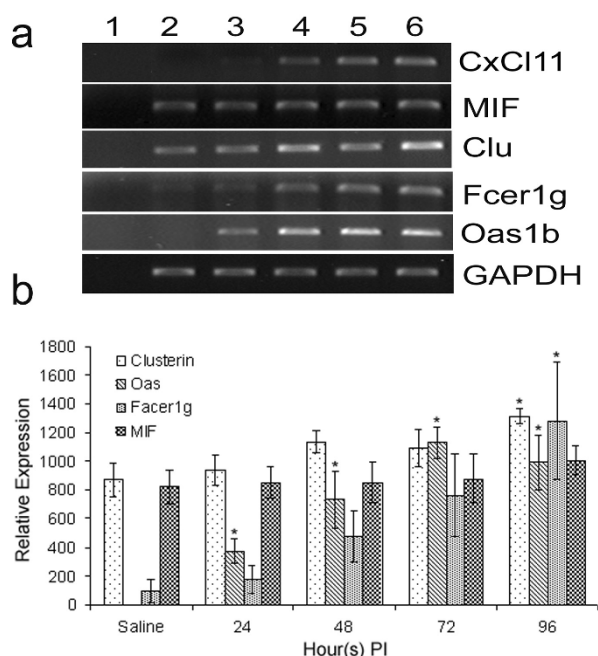 a
1 2 3 4 5 6
CxCl11
MIF
Clu
Fcer1g
Oas1b
GAPDH
b
1800
1600
1400
1200
1000
800
600
400
200
0
Relative Expression
Clusterin
Oas
Facer1g
MIF
* * * * * *
Saline 24 48 72 96
Hour(s) PI